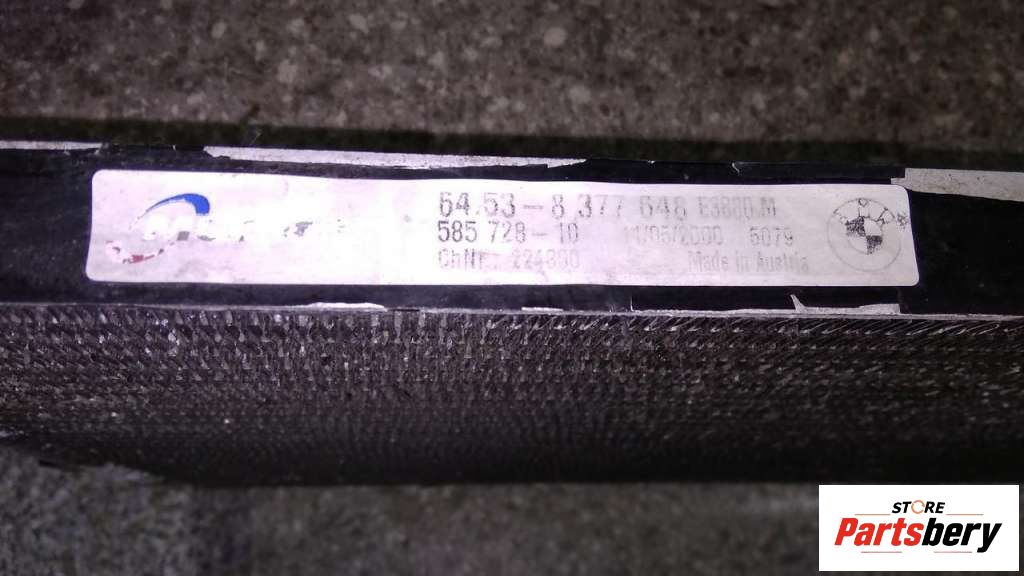 64.53-8 377 648 E38
585 728-10 11/05/2000 5079
ChNr.: 224800
Made in Austria
STORE
Partsbery